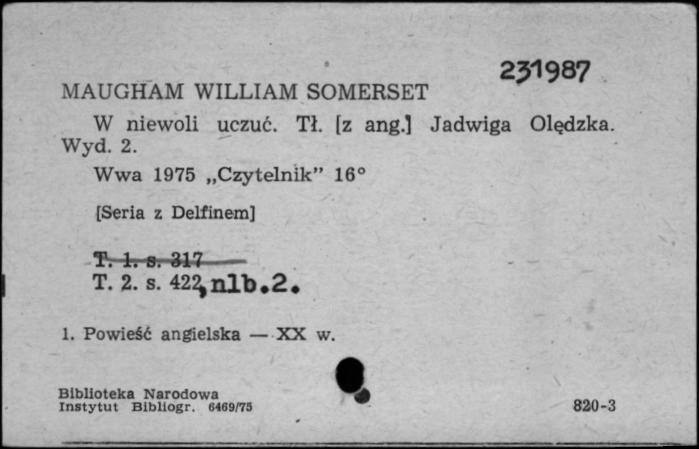 231987
MAUGHAM WILLIAM SOMERSET
W niewoli uczuć. Tł. [z ang.] Jadwiga Olędzka.
Wyd. 2.
Wwa 1975 „Czytelnik” 16°
[Seria z Delfinem]
T. 1. s. 317
T. 2. s. 422, nlb.2.
1. Powieść angielska — XX w.
Biblioteka Narodowa
Instytut Bibliogr. 6469/75
820-3